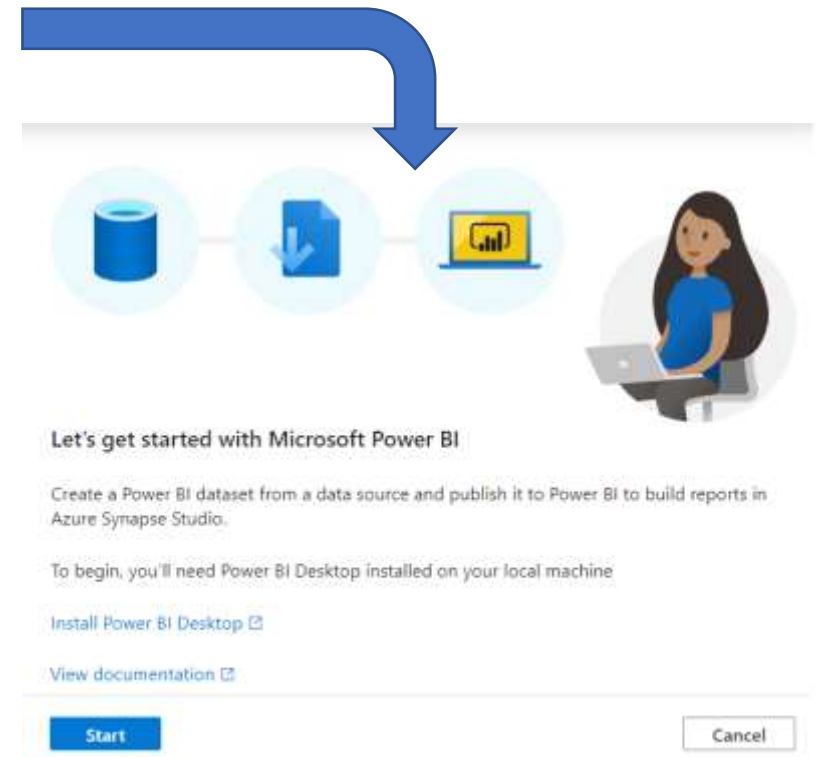 Let's get started with Microsoft Power BI
Create a Power BI dataset from a data source and publish it to Power BI to build reports in
Azure Synapse Studio.
To begin, you'll need Power BI Desktop installed on your local machine
Install Power BI Desktop
View documentation
Start
Cancel